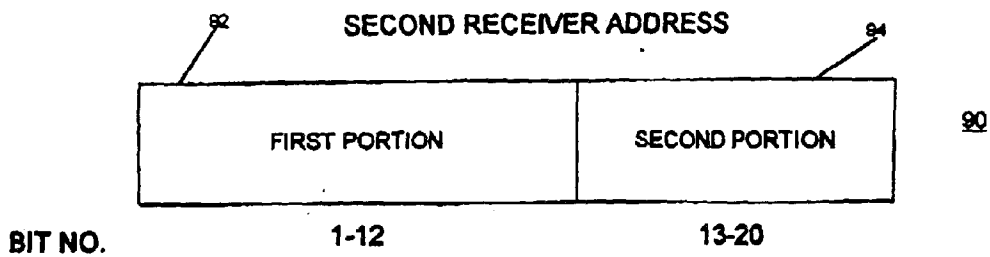 92 SECOND RECEIVER ADDRESS 94
FIRST PORTION SECOND PORTION 90
BIT NO. 1-12 13-20